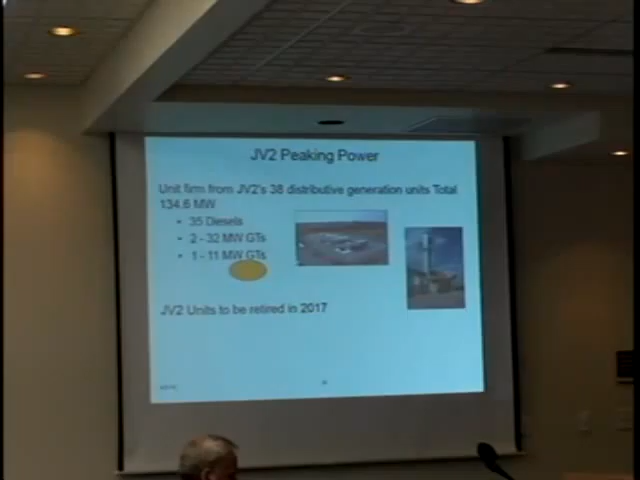 JV2 Peaking Power
Unit firm from JV2's 38 distributive generation units Total
134.6 MW
• 35 Diesels
• 2 - 32 MW GTs
• 1 - 11 MW GTs
JV2 Units to be retired in 2017